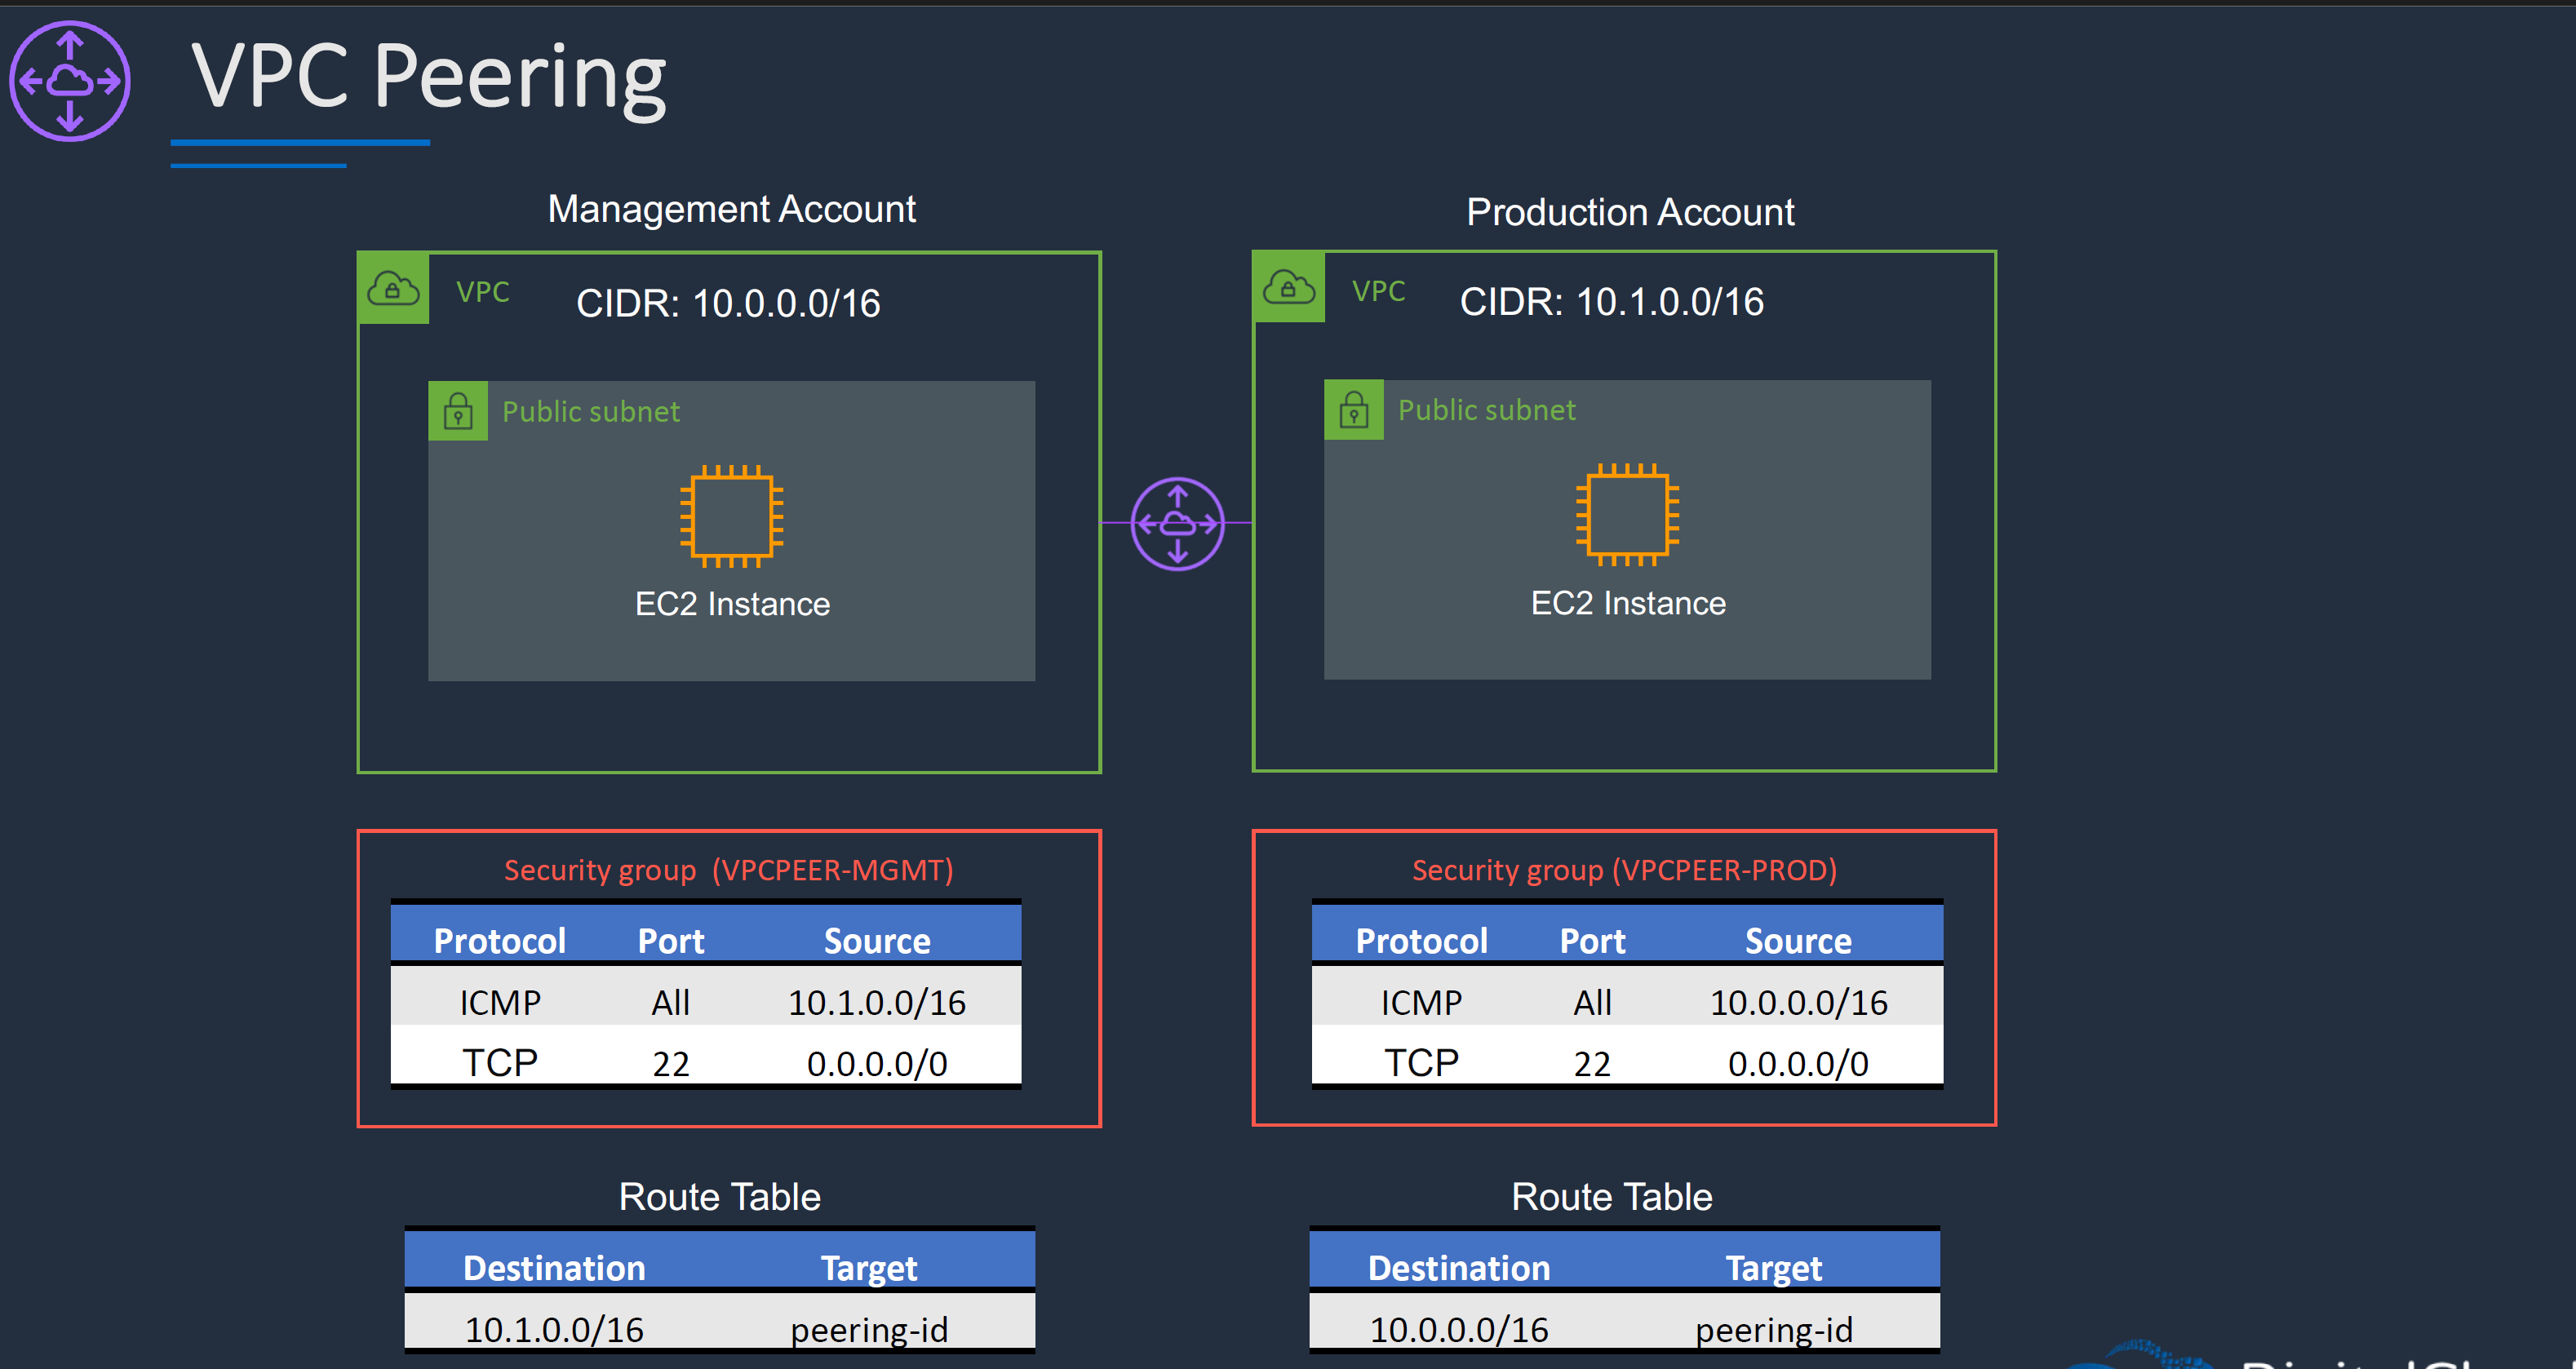 VPC Peering
Management Account
Production Account
VPC CIDR: 10.0.0.0/16
VPC CIDR: 10.1.0.0/16
Public subnet
Public subnet
EC2 Instance
EC2 Instance
Security group (VPCPEER-MGMT)
Protocol Port Source
ICMP All 10.1.0.0/16
TCP 22 0.0.0.0/0
Security group (VPCPEER-PROD)
Protocol Port Source
ICMP All 10.0.0.0/16
TCP 22 0.0.0.0/0
Route Table
Destination Target
10.1.0.0/16 peering-id
Route Table
Destination Target
10.0.0.0/16 peering-id